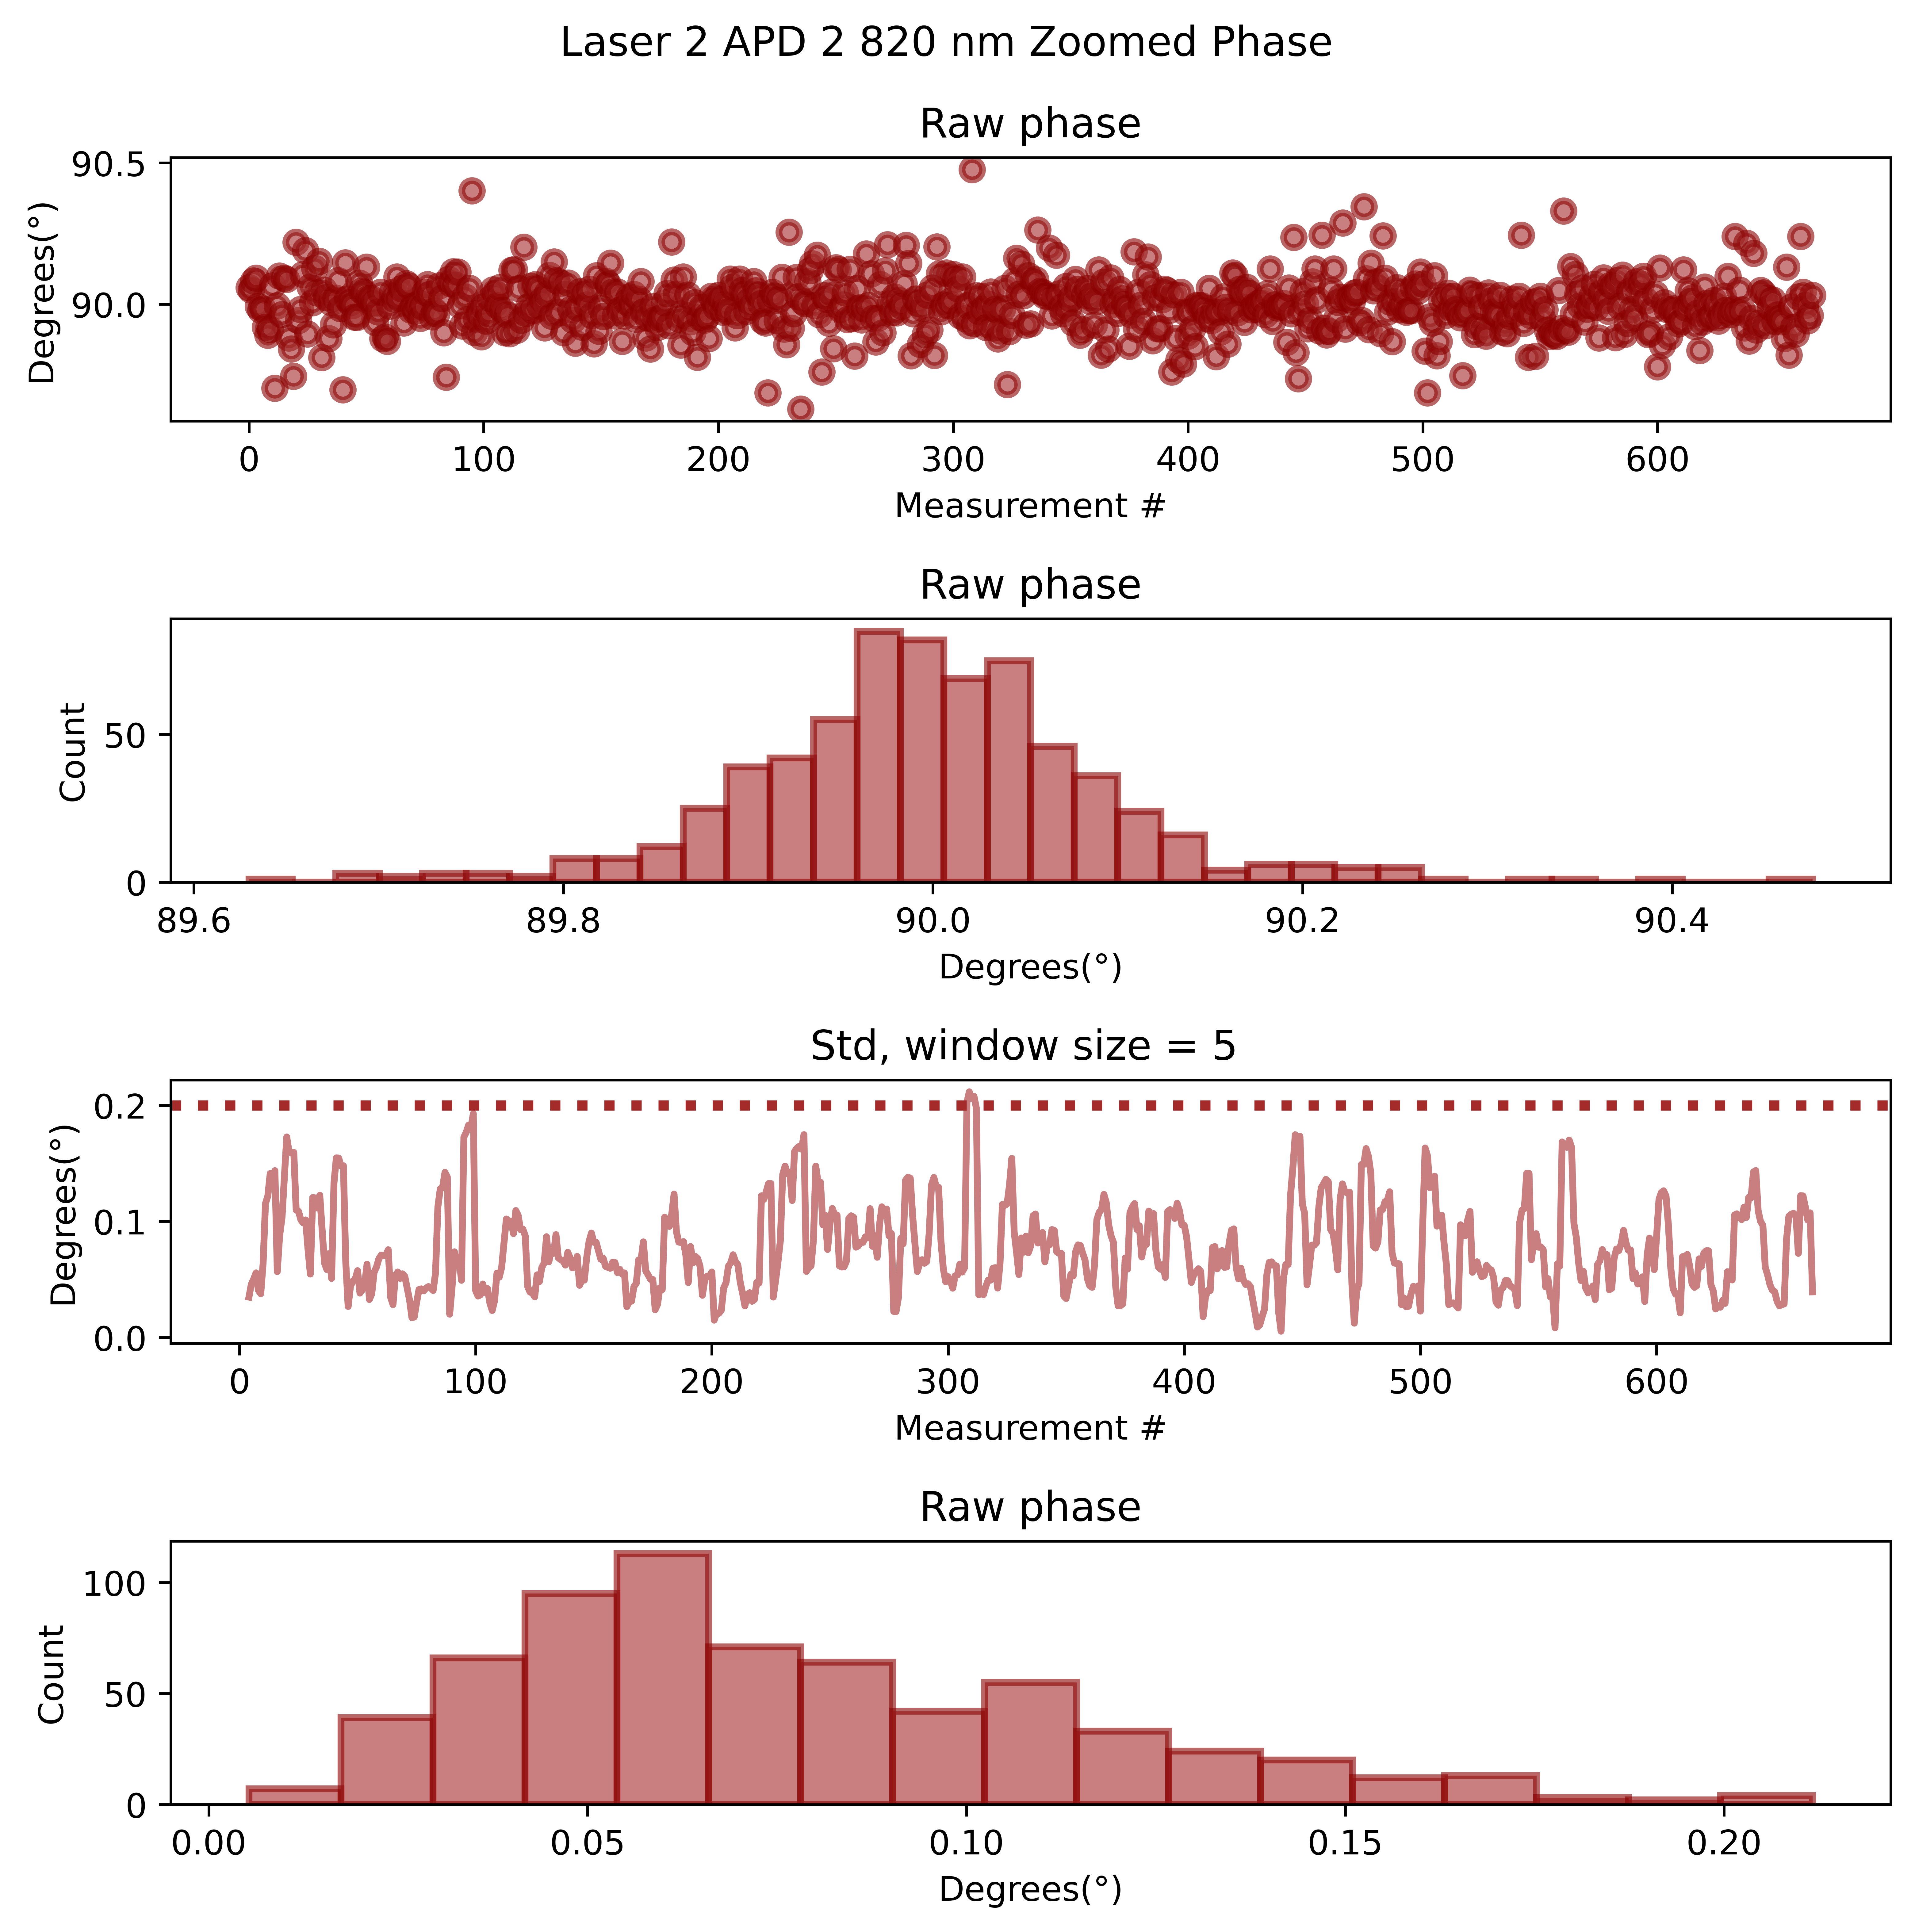 Laser 2 APD 2 820 nm Zoomed Phase
Raw phase
90.5
90.0
Degrees(°)
0 100 200 300 400 500 600
Measurement #
Raw phase
50
0
Count
89.6 89.8 90.0 90.2 90.4
Degrees(°)
Std, window size = 5
0.2
0.1
0.0
Degrees(°)
0 100 200 300 400 500 600
Measurement #
Raw phase
100
50
0
Count
0.00 0.05 0.10 0.15 0.20
Degrees(°)